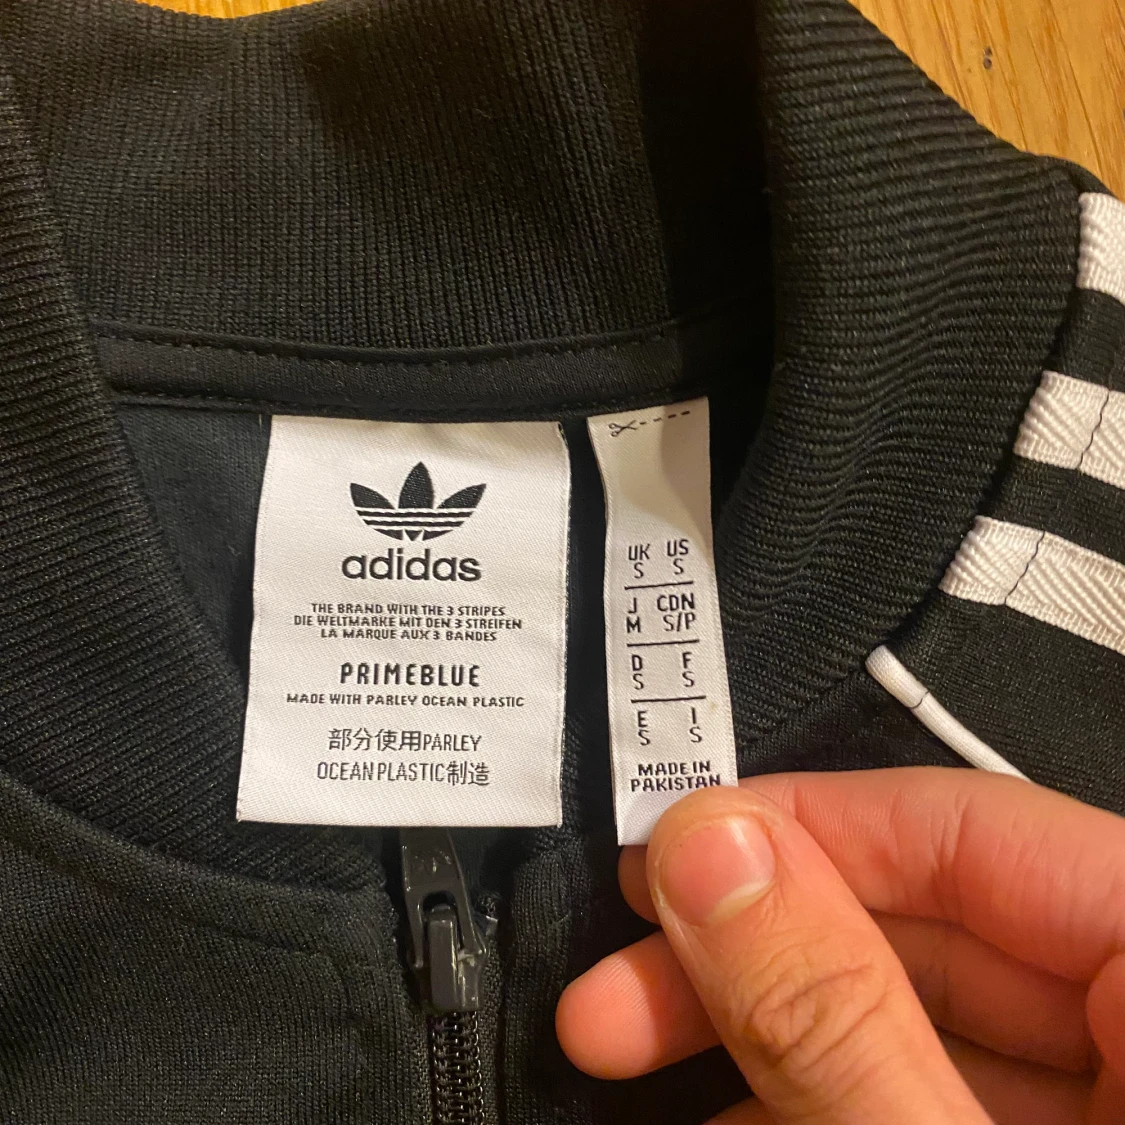 adidas
THE BRAND WITH THE 3 STRIPES
DIE WELTMARKE MIT DEN 3 STREIFEN
LA MARQUE AUX 3 BANDES
PRIMEBLUE
MADE WITH PARLEY OCEAN PLASTIC
部分使用PARLEY
OCEAN PLASTIC制造
UK US
S S
J CDN
M S/P
D F
S S
E I
S S
MADE IN
PAKISTAN